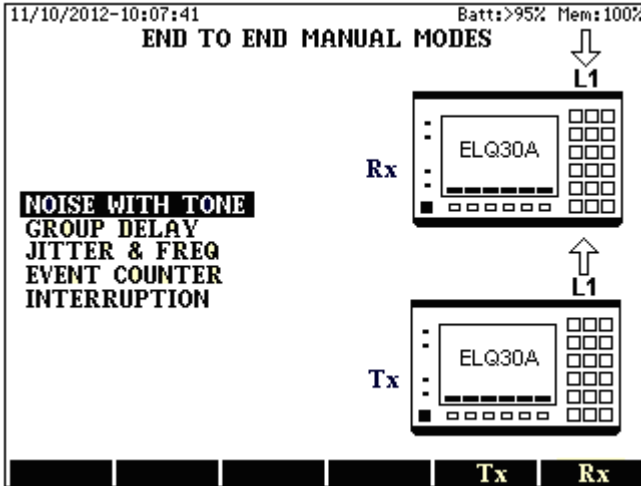 11/10/2012-10:07:41 Batt:>95% Mem:100%
END TO END MANUAL MODES
L1
ELQ30A
Rx
NOISE WITH TONE
GROUP DELAY
JITTER & FREQ
EVENT COUNTER
INTERRUPTION
L1
ELQ30A
Tx
Tx Rx